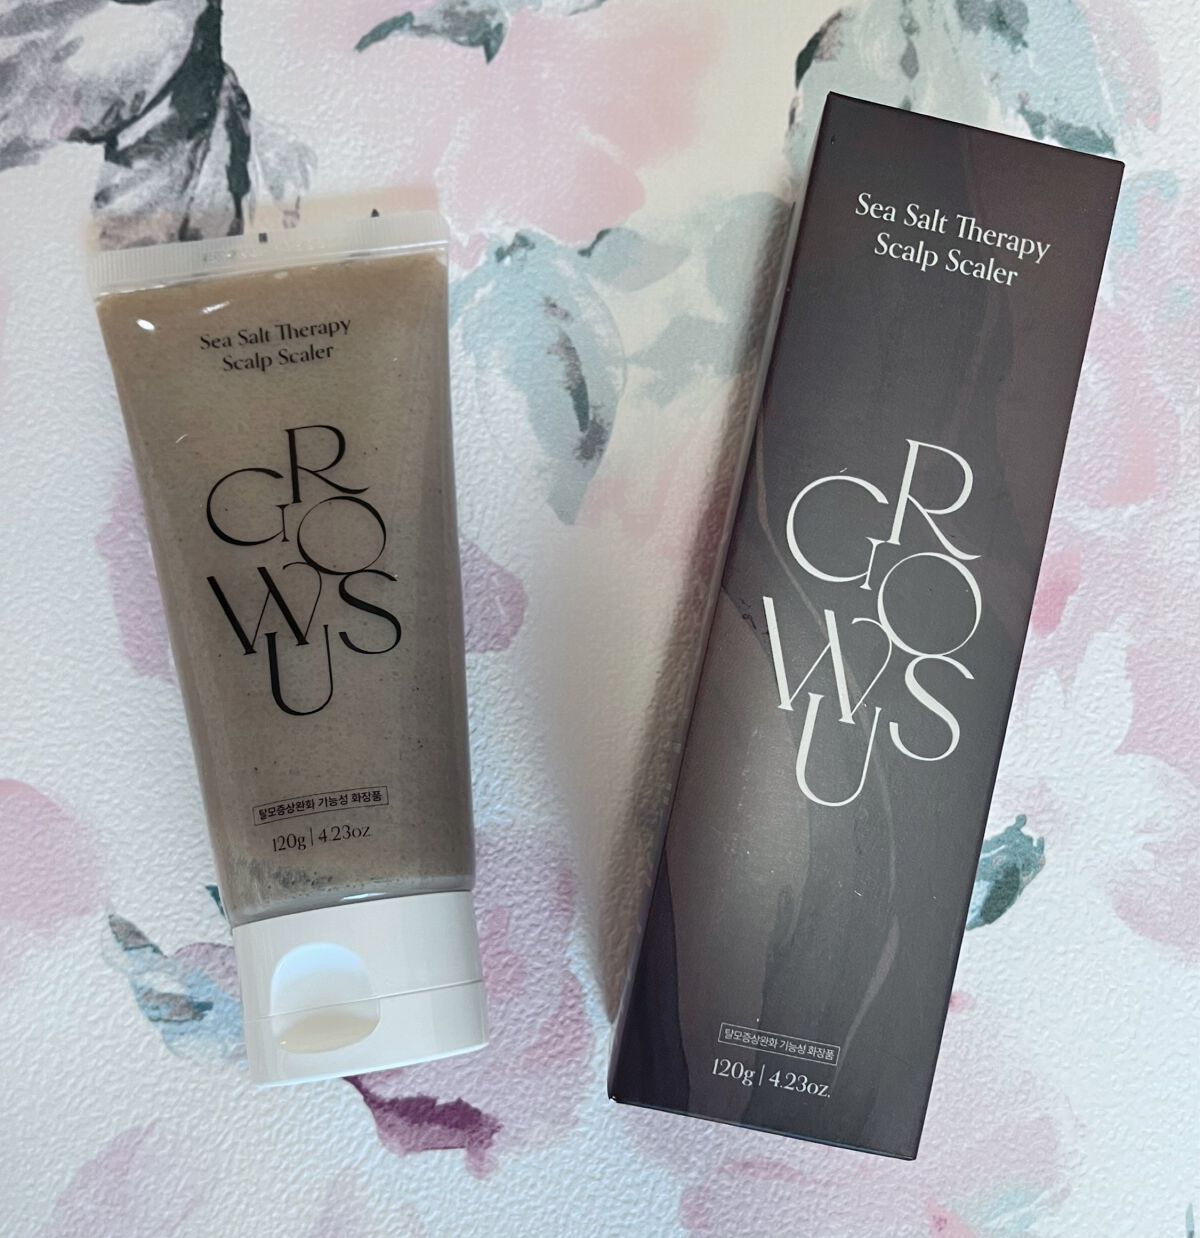 Sea Salt Therapy
Scalp Scaler
GROWUS
탈모증상완화 기능성 화장품
120g | 4.23oz.
Sea Salt Therapy
Scalp Scaler
GROWUS
탈모증상완화 기능성 화장품
120g | 4.23oz.